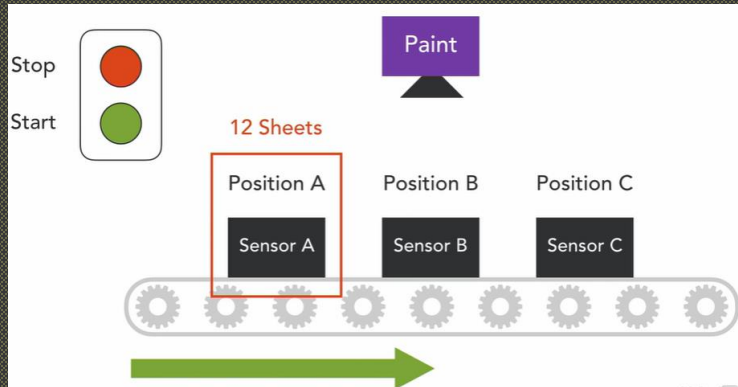 Paint
Stop
Start
12 Sheets
Position A Position B Position C
Sensor A Sensor B Sensor C